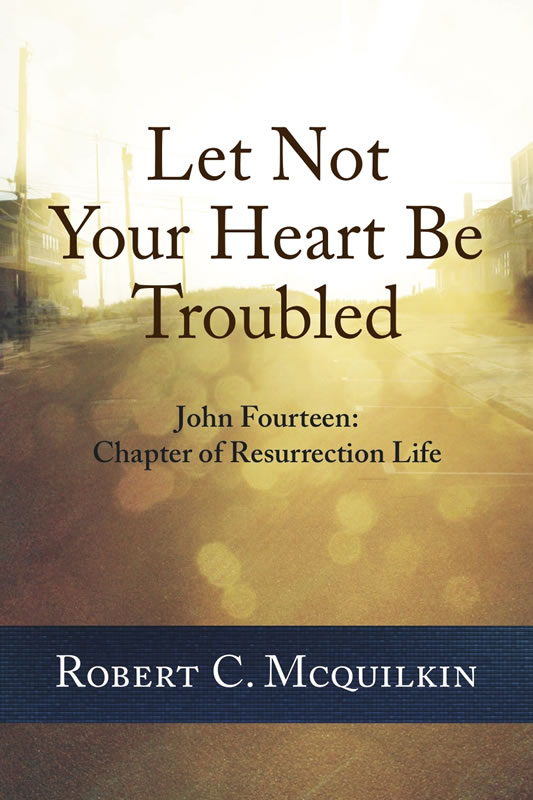 Let Not
Your Heart Be
Troubled
John Fourteen:
Chapter of Resurrection Life
Robert C. Mcquilkin